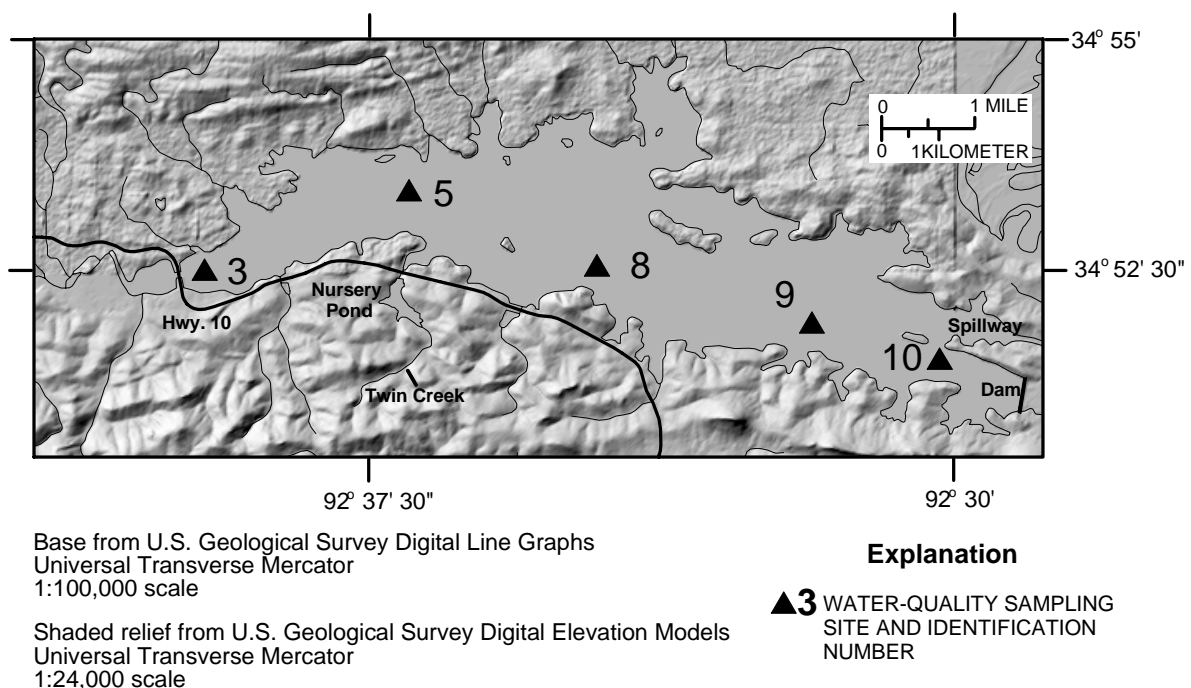 34° 55'
0 1 MILE
0 1KILOMETER
5
3
8
34° 52' 30"
Nursery
Pond
9
Hwy. 10
Spillway
10
Twin Creek
Dam
92° 37' 30"
92° 30'
Base from U.S. Geological Survey Digital Line Graphs
Universal Transverse Mercator
1:100,000 scale
Explanation
3 WATER-QUALITY SAMPLING
SITE AND IDENTIFICATION
NUMBER
Shaded relief from U.S. Geological Survey Digital Elevation Models
Universal Transverse Mercator
1:24,000 scale